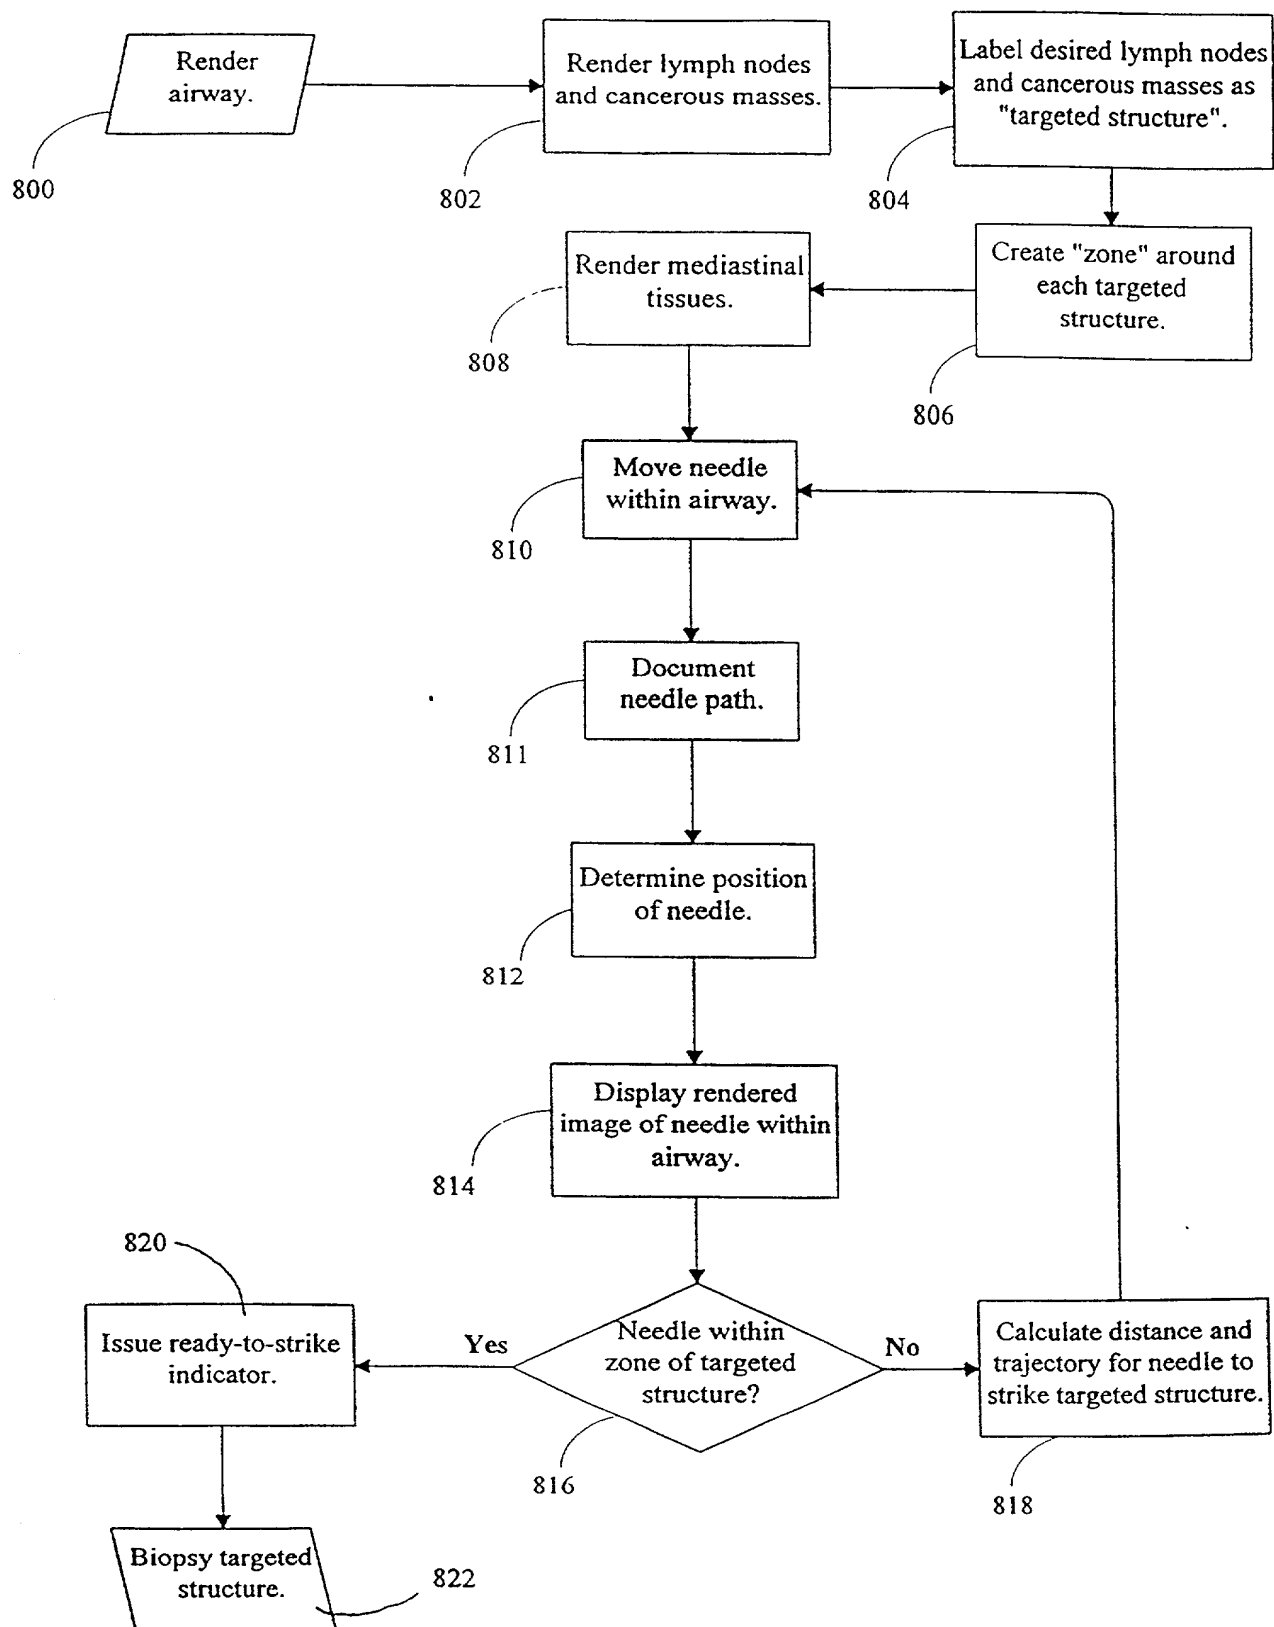 Render
airway.
800
Render lymph nodes
and cancerous masses.
802
Label desired lymph nodes
and cancerous masses as
"targeted structure".
804
Create "zone" around
each targeted
structure.
806
Render mediastinal
tissues.
808
Move needle
within airway.
810
Document
needle path.
811
Determine position
of needle.
812
Display rendered
image of needle within
airway.
814
Needle within
zone of targeted
structure?
816
No
Calculate distance and
trajectory for needle to
strike targeted structure.
818
Yes
820
Issue ready-to-strike
indicator.
Biopsy targeted
structure.
822